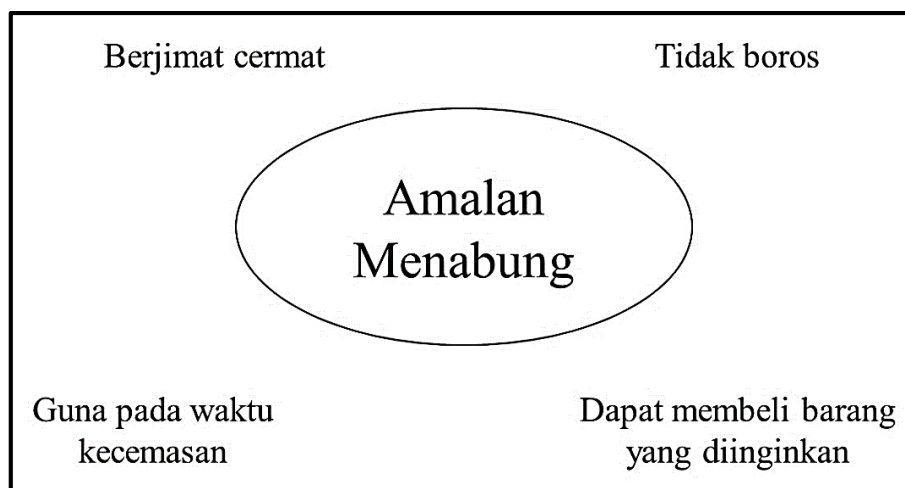 Berjimat cermat
Tidak boros
Amalan
Menabung
Guna pada waktu
kecemasan
Dapat membeli barang
yang diinginkan